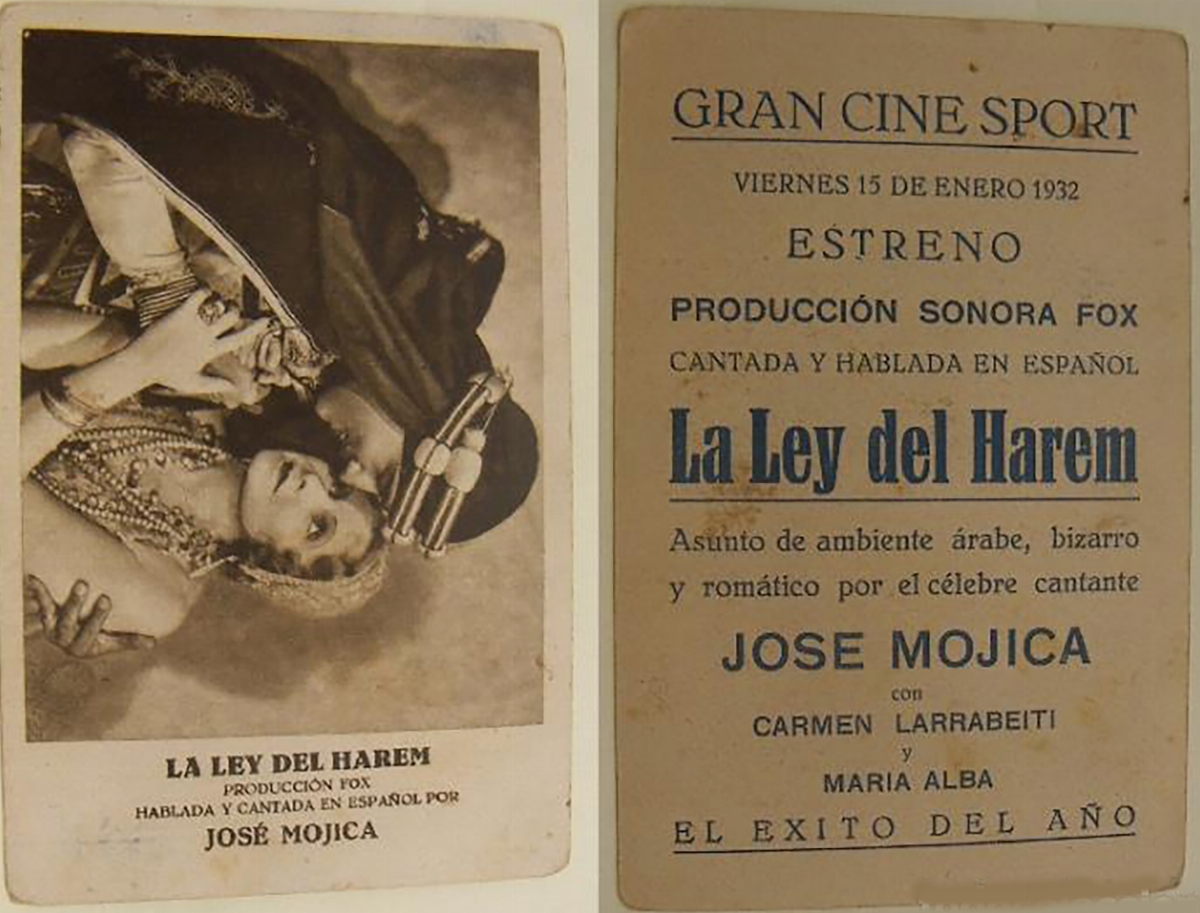 LA LEY DEL HAREM
PRODUCCIÓN FOX
HABLADA Y CANTADA EN ESPAÑOL POR
JOSÉ MOJICA
GRAN CINE SPORT
VIERNES 15 DE ENERO 1932
ESTRENO
PRODUCCIÓN SONORA FOX
CANTADA Y HABLADA EN ESPAÑOL
La Ley del Harem
Asunto de ambiente árabe, bizarro
y romático por el célebre cantante
JOSE MOJICA
con
CARMEN LARRABEITI
y
MARIA ALBA
EL EXITO DEL AÑO